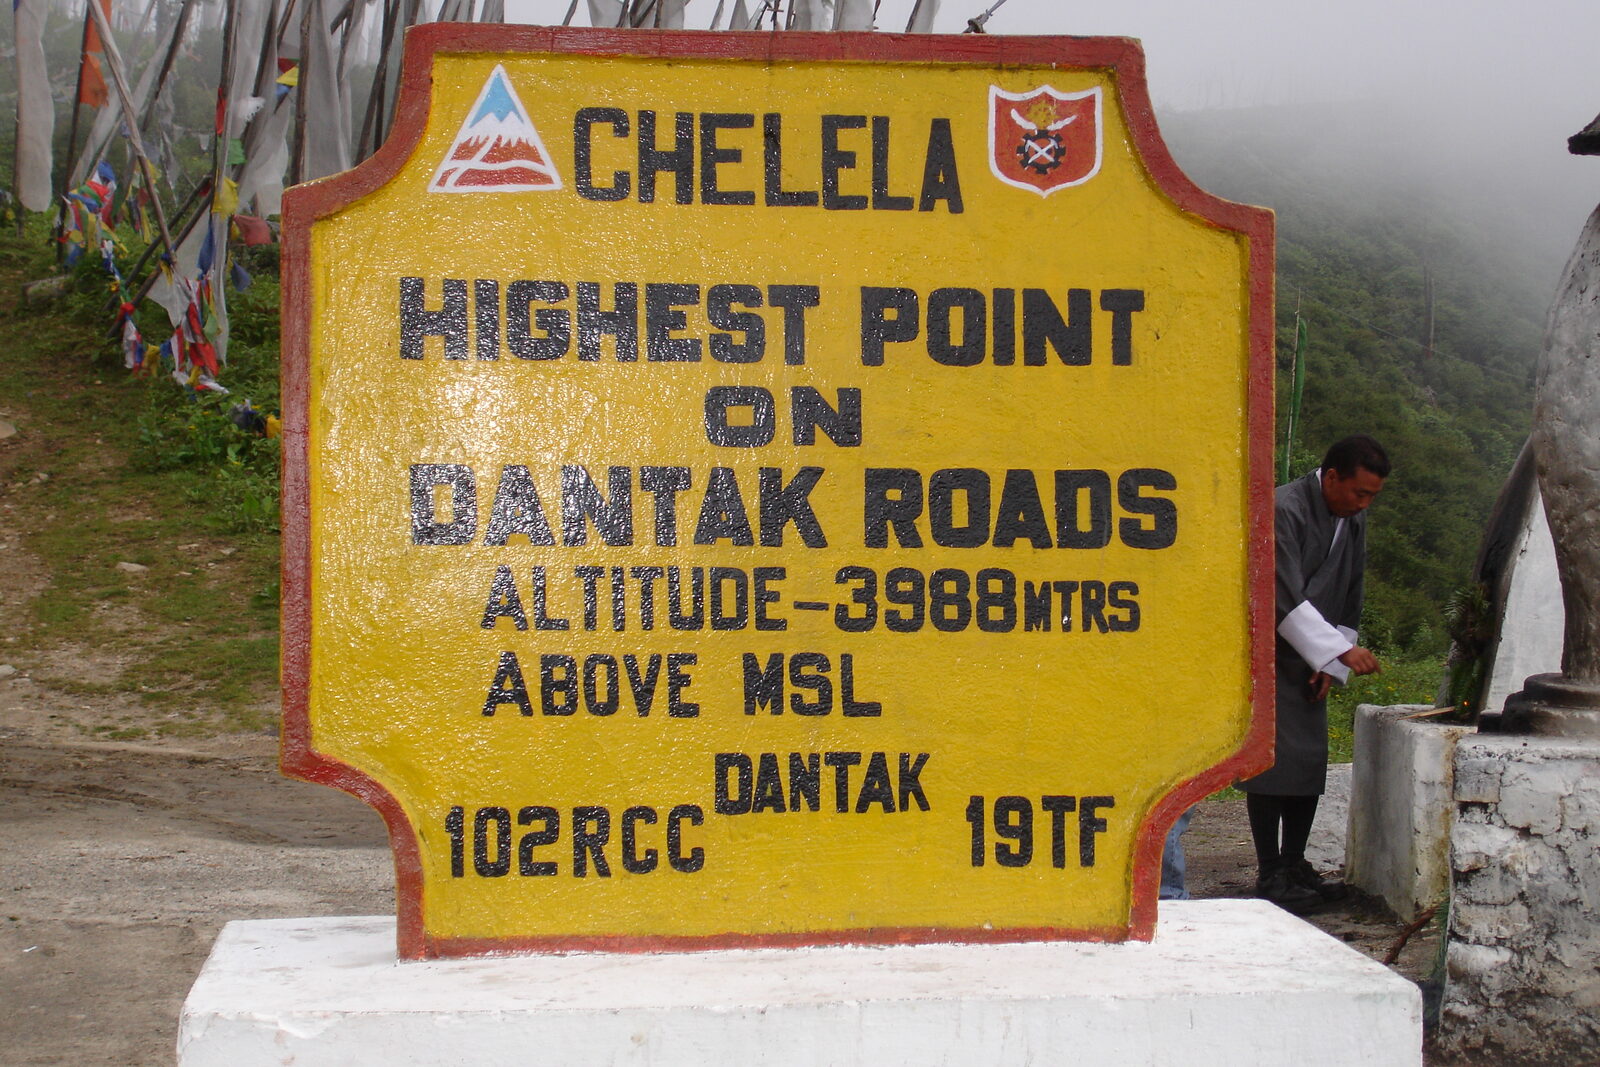 CHELELA
HIGHEST POINT
ON
DANTAK ROADS
ALTITUDE-3988MTRS
ABOVE MSL
DANTAK
102RCC 19TF